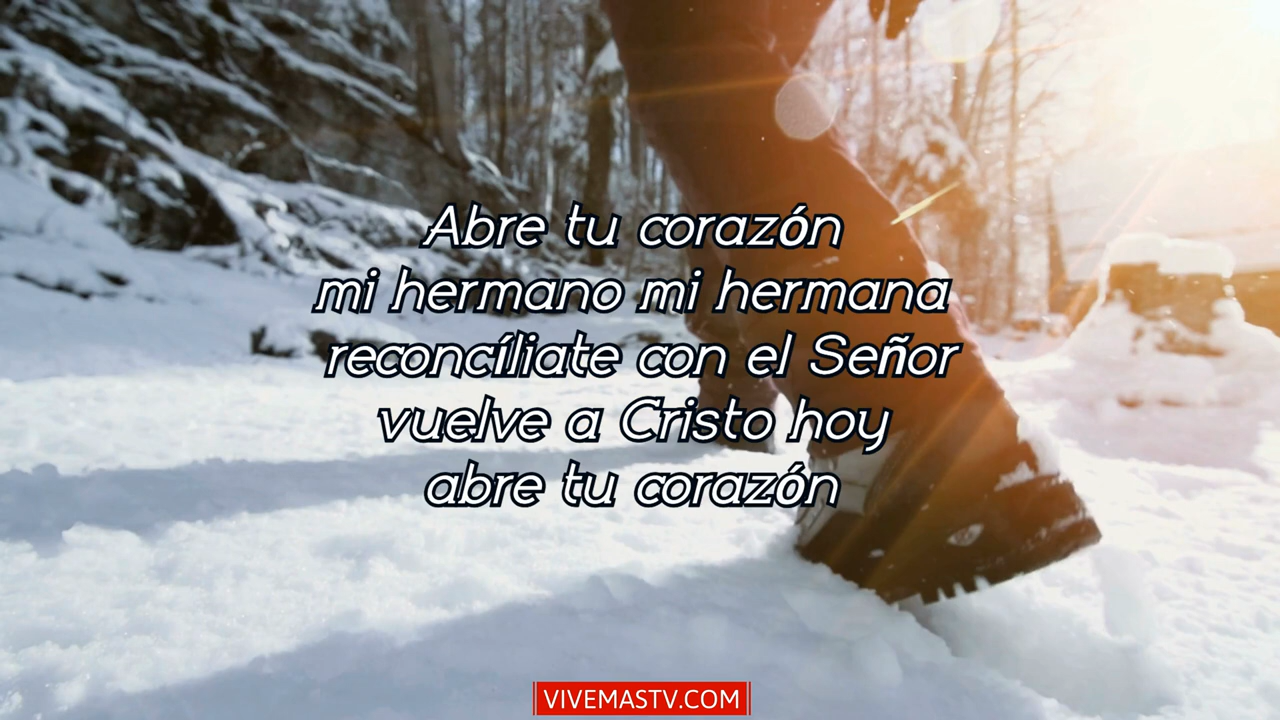 Abre tu corazón
mi hermano mi hermana
reconcíliate con el Señor
vuelve a Cristo hoy
abre tu corazón
VIVEMASTV.COM